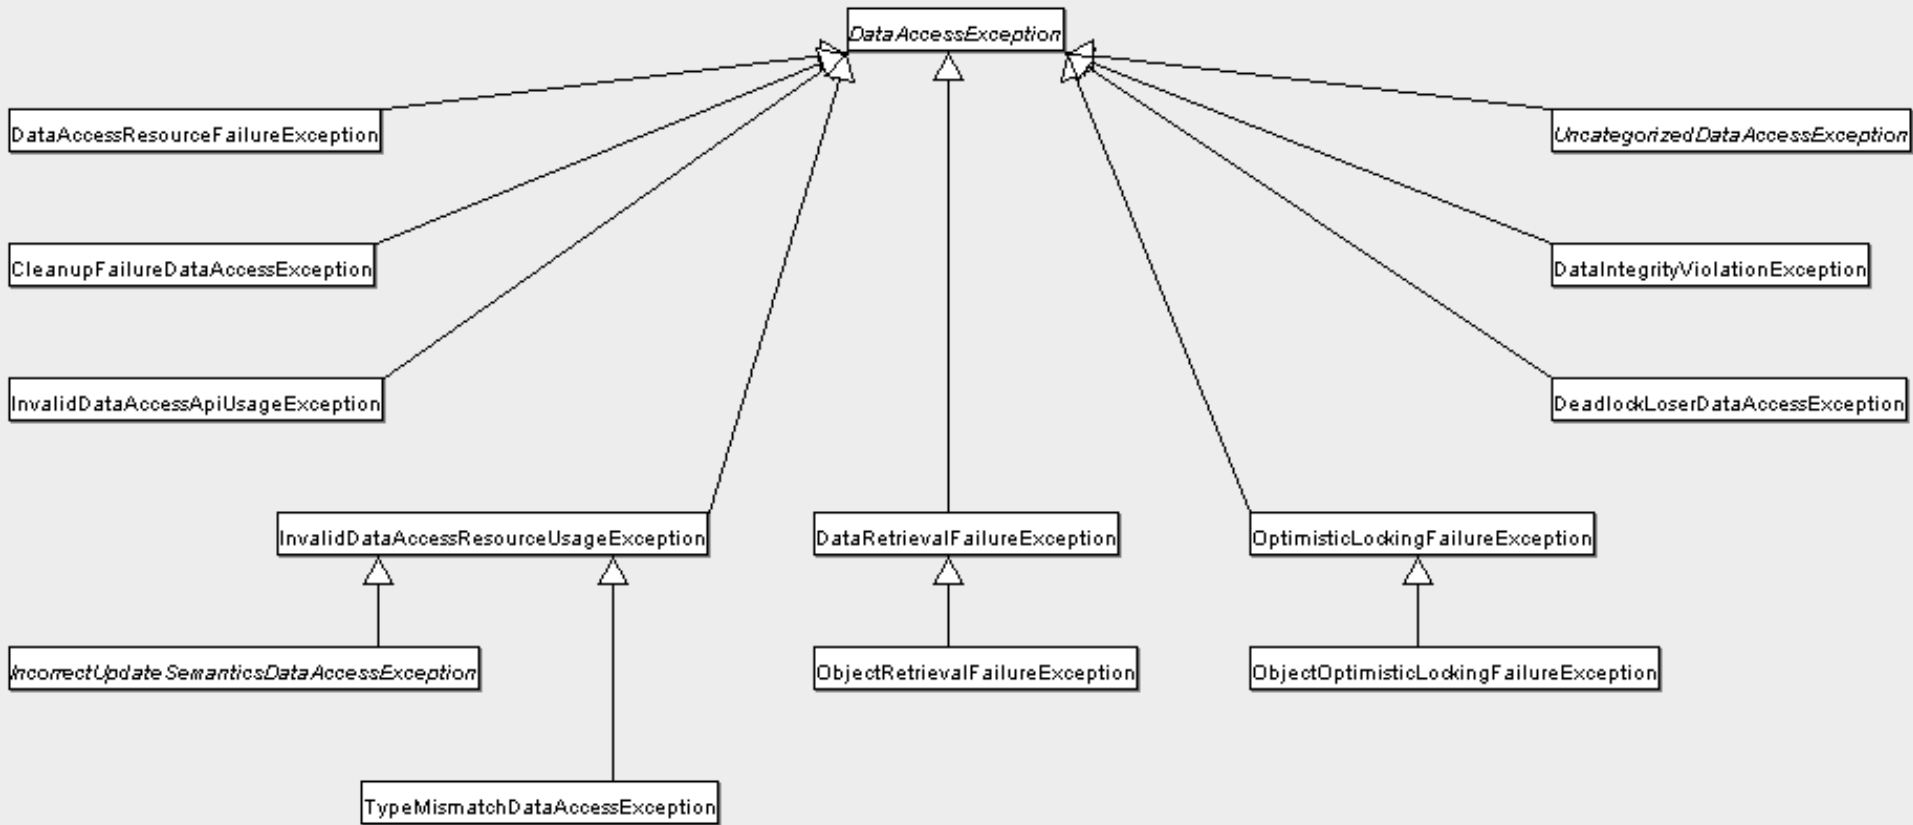 DataAccessException
DataAccessResourceFailureException
UncategorizedDataAccessException
CleanupFailureDataAccessException
DataIntegrityViolationException
InvalidDataAccessApiUsageException
DeadlockLoserDataAccessException
InvalidDataAccessResourceUsageException
DataRetrievalFailureException
OptimisticLockingFailureException
IncorrectUpdateSemanticsDataAccessException
ObjectRetrievalFailureException
ObjectOptimisticLockingFailureException
TypeMismatchDataAccessException